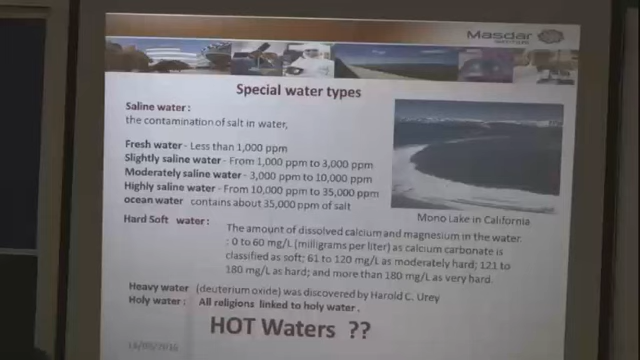 Masdar
Special water types
Saline water :
the contamination of salt in water,
Fresh water - Less than 1,000 ppm
Slightly saline water - From 1,000 ppm to 3,000 ppm
Moderately saline water - 3,000 ppm to 10,000 ppm
Highly saline water - From 10,000 ppm to 35,000 ppm
ocean water contains about 35,000 ppm of salt
Mono Lake in California
Hard Soft water :
The amount of dissolved calcium and magnesium in the water.
: 0 to 60 mg/L (milligrams per liter) as calcium carbonate is
classified as soft; 61 to 120 mg/L as moderately hard; 121 to
180 mg/L as hard; and more than 180 mg/L as very hard.
Heavy water (deuterium oxide) was discovered by Harold C. Urey
Holy water : All religions linked to holy water .
HOT Waters ??